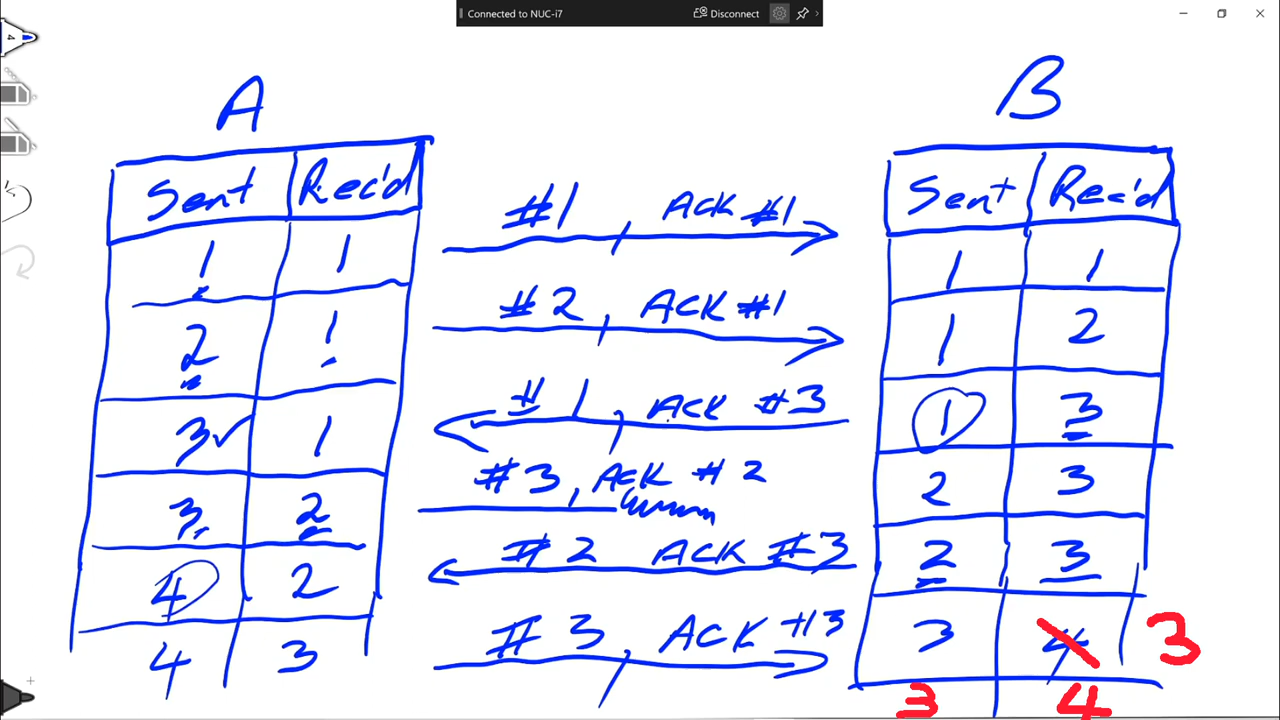 Connected to NUC-i7 Disconnect
4
A B
Sent Rec'd Sent Rec'd
#1, ACK #1
1 1 1 1
#2, ACK #1
2 1 1 2
#1, ACK #3
3 1 1 3
#3, ACK #2
3 2 2 3
#2 ACK #3
4 2 2 3
#3, ACK #3
4 3 3 4 3
3 4